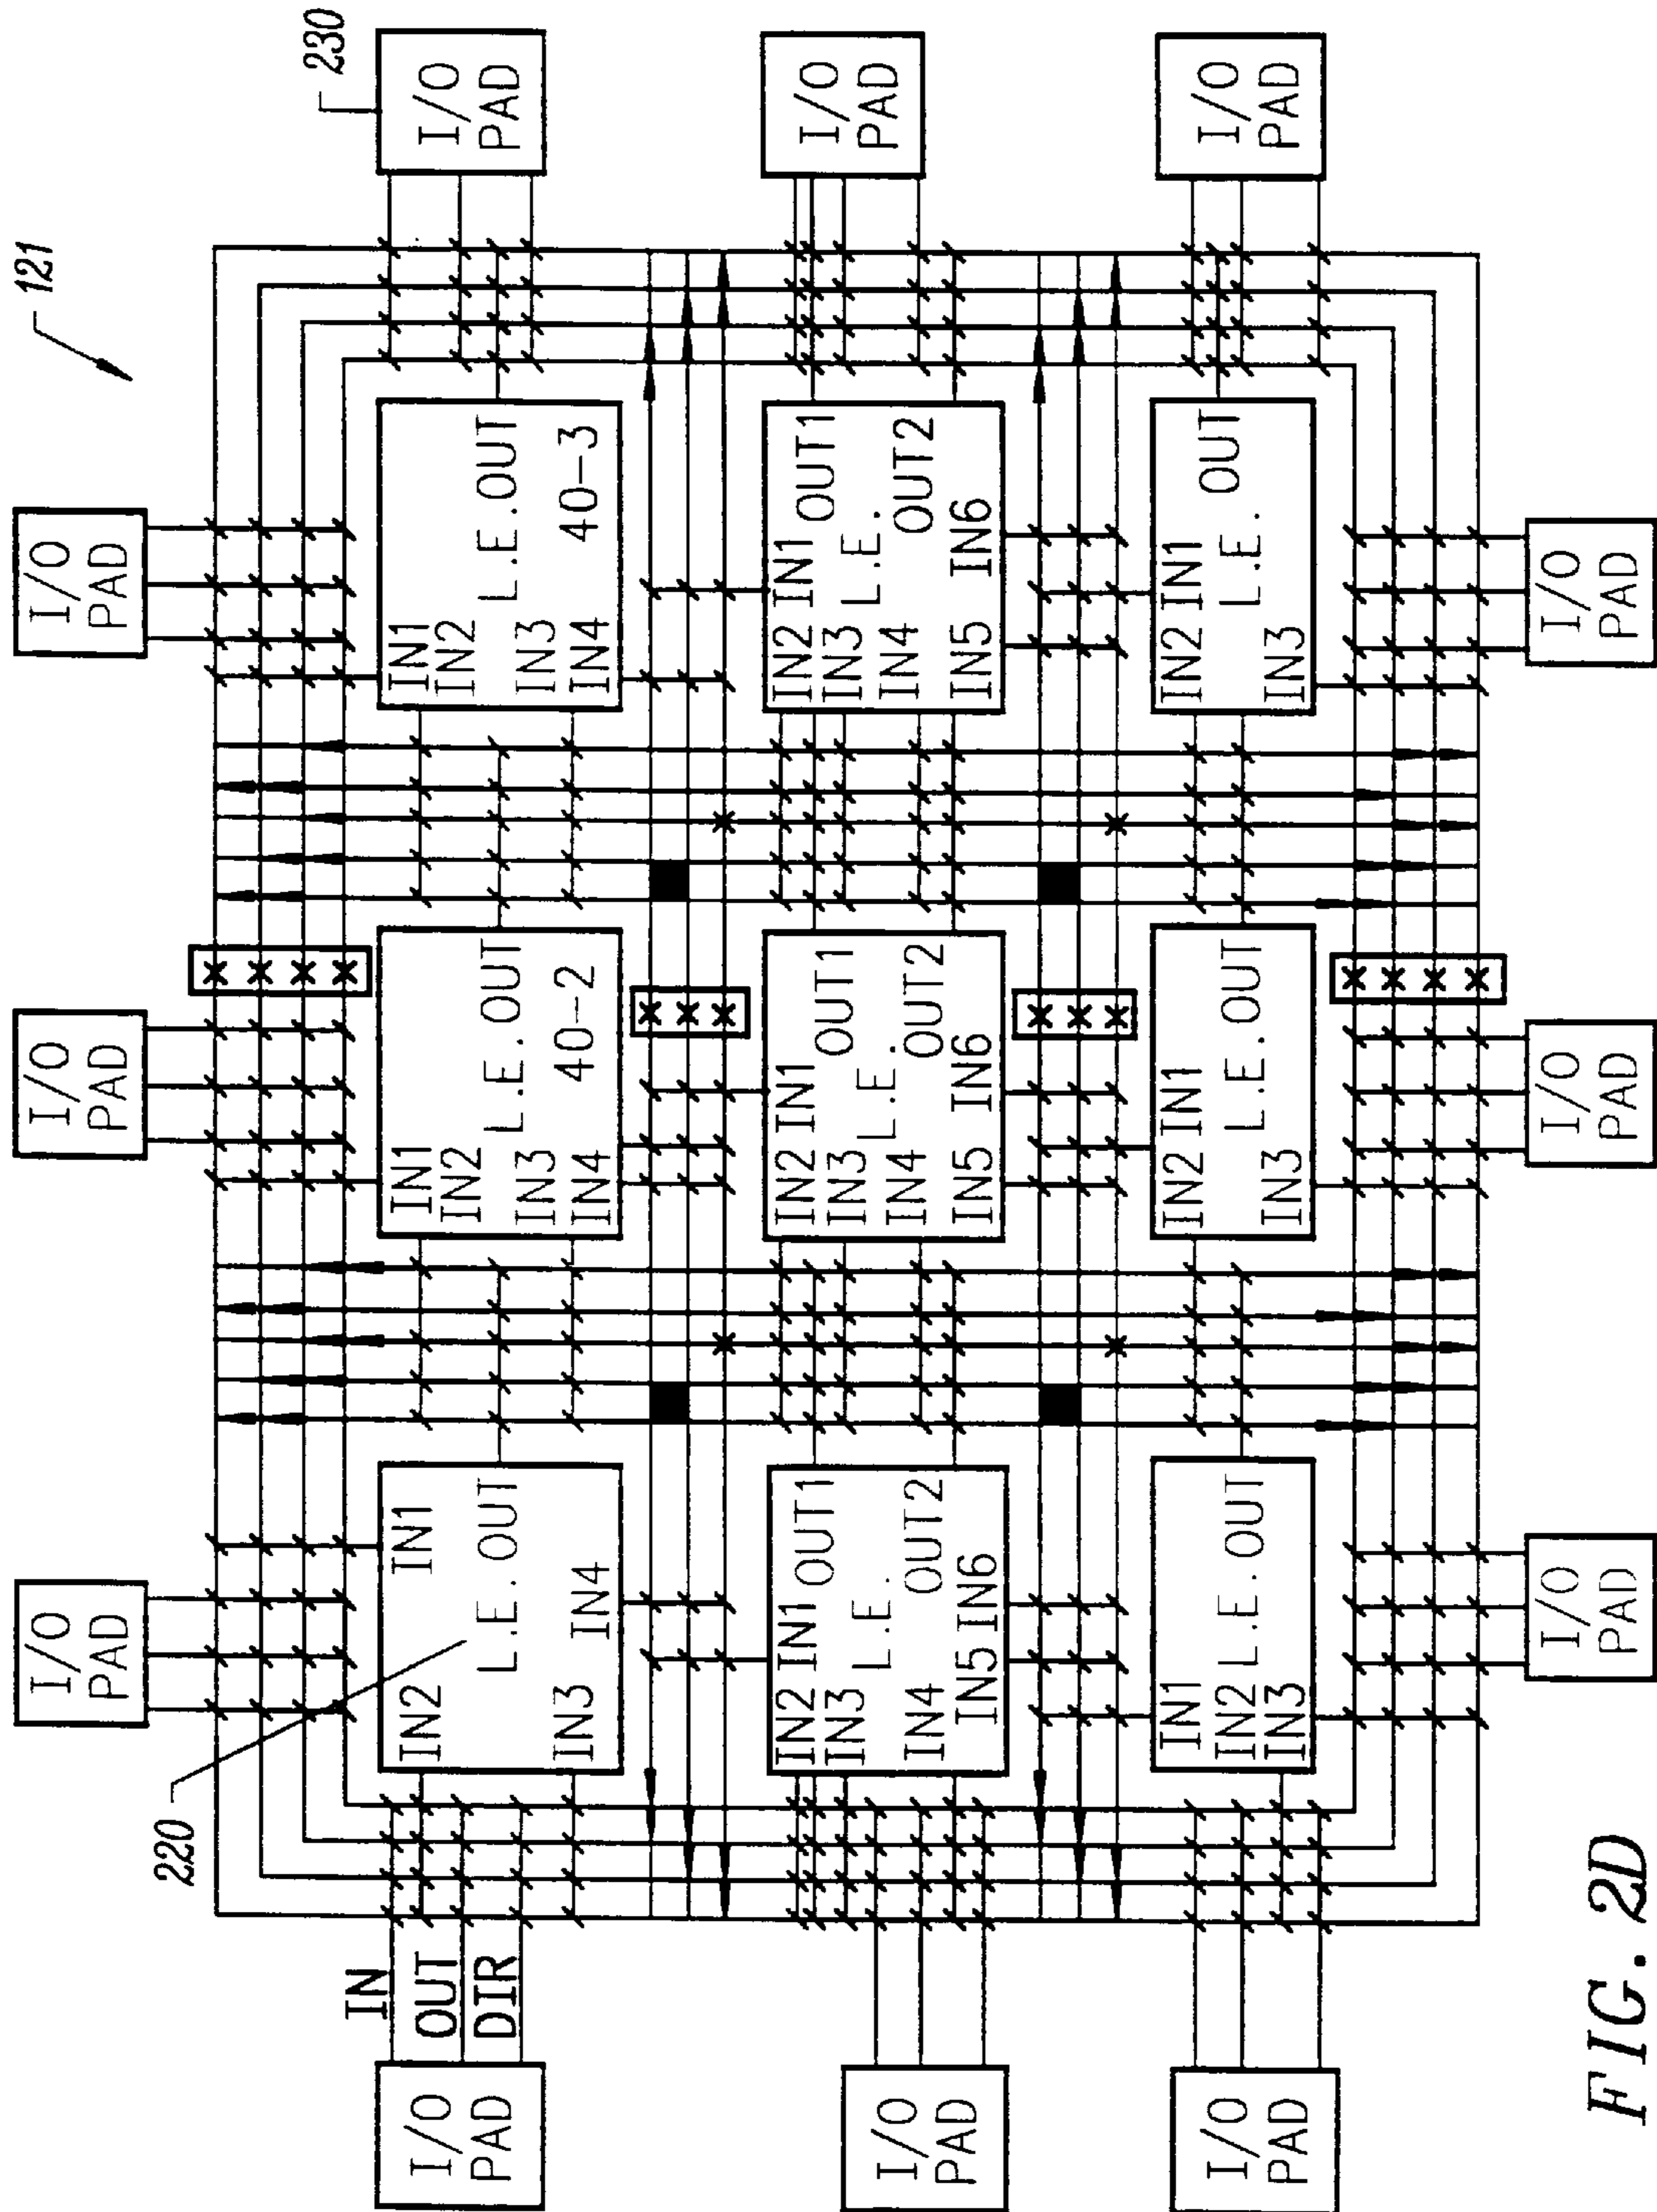 121
I/O
PAD
I/O
PAD
I/O
PAD
230
220
IN
OUT
DIR
I/O
PAD
IN2 IN1
L.E.OUT
IN3 IN4
IN1
IN2
L.E.OUT
IN3
IN4 40-2
IN1
IN2
L.E.OUT
IN3
IN4 40-3
I/O
PAD
I/O
PAD
IN2 IN1 OUT1
IN3 L.E.
IN4 OUT2
IN5 IN6
IN2 IN1 OUT1
IN3 L.E.
IN4 OUT2
IN5 IN6
IN2 IN1 OUT1
IN3 L.E.
IN4 OUT2
IN5 IN6
I/O
PAD
I/O
PAD
IN1
IN2 L.E.OUT
IN3
IN2 IN1
L.E.OUT
IN3
IN2 IN1
L.E. OUT
IN3
I/O
PAD
I/O
PAD
I/O
PAD
I/O
PAD
FIG. 2D